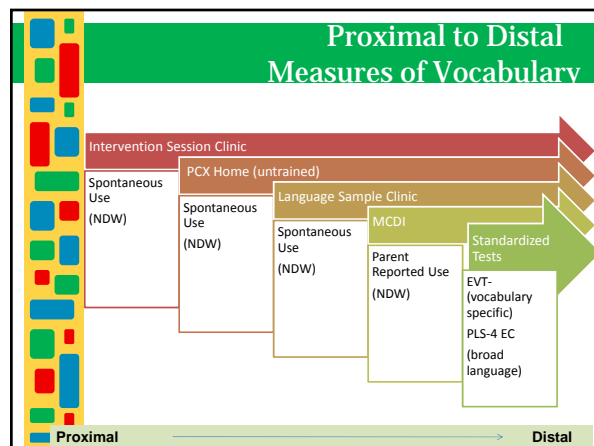 Proximal to Distal
Measures of Vocabulary
Intervention Session Clinic
Spontaneous
Use
(NDW)
PCX Home (untrained)
Spontaneous
Use
(NDW)
Language Sample Clinic
Spontaneous
Use
(NDW)
MCDI
Parent
Reported Use
(NDW)
Standardized
Tests
EVT-
(vocabulary
specific)
PLS-4 EC
(broad
language)
Proximal
Distal